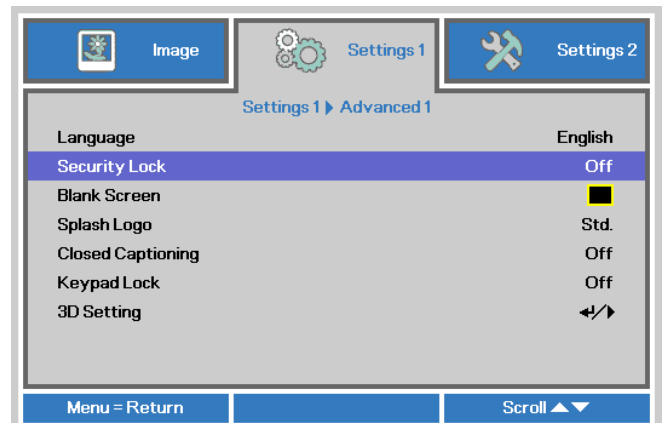 Image
Settings 1
Settings 2
Settings 1 Advanced 1
Language English
Security Lock Off
Blank Screen
Splash Logo Std.
Closed Captioning Off
Keypad Lock Off
3D Setting
Menu = Return
Scroll